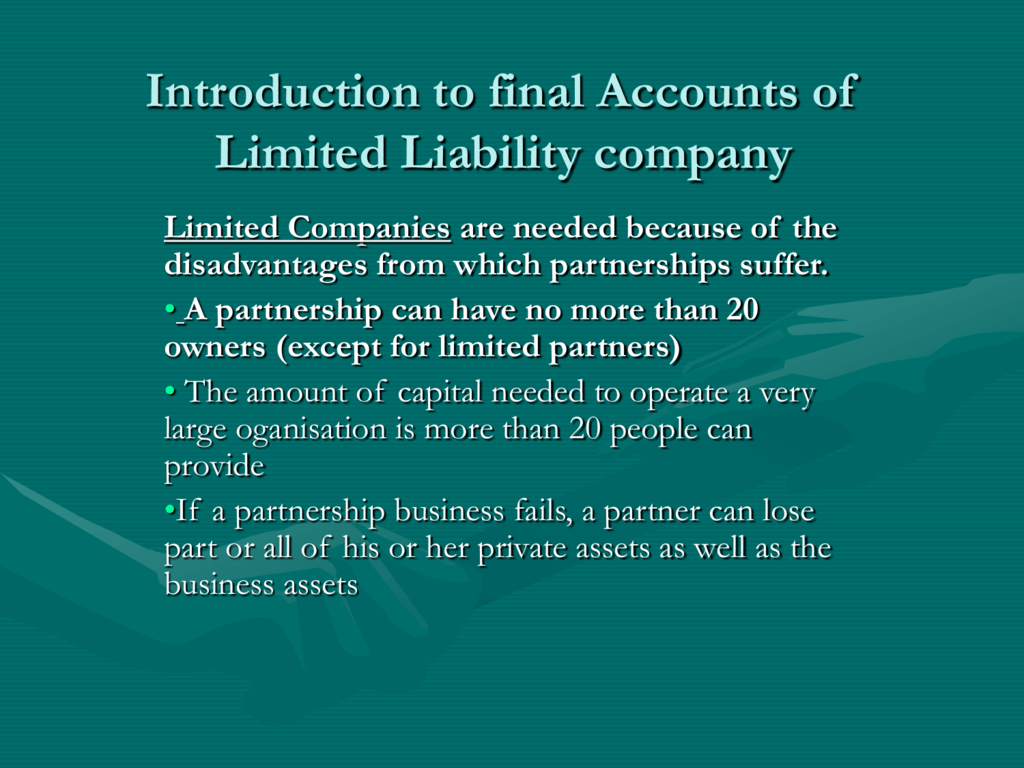 Introduction to final Accounts of
Limited Liability company
Limited Companies are needed because of the
disadvantages from which partnerships suffer.
• A partnership can have no more than 20
owners (except for limited partners)
• The amount of capital needed to operate a very
large oganisation is more than 20 people can
provide
•If a partnership business fails, a partner can lose
part or all of his or her private assets as well as the
business assets